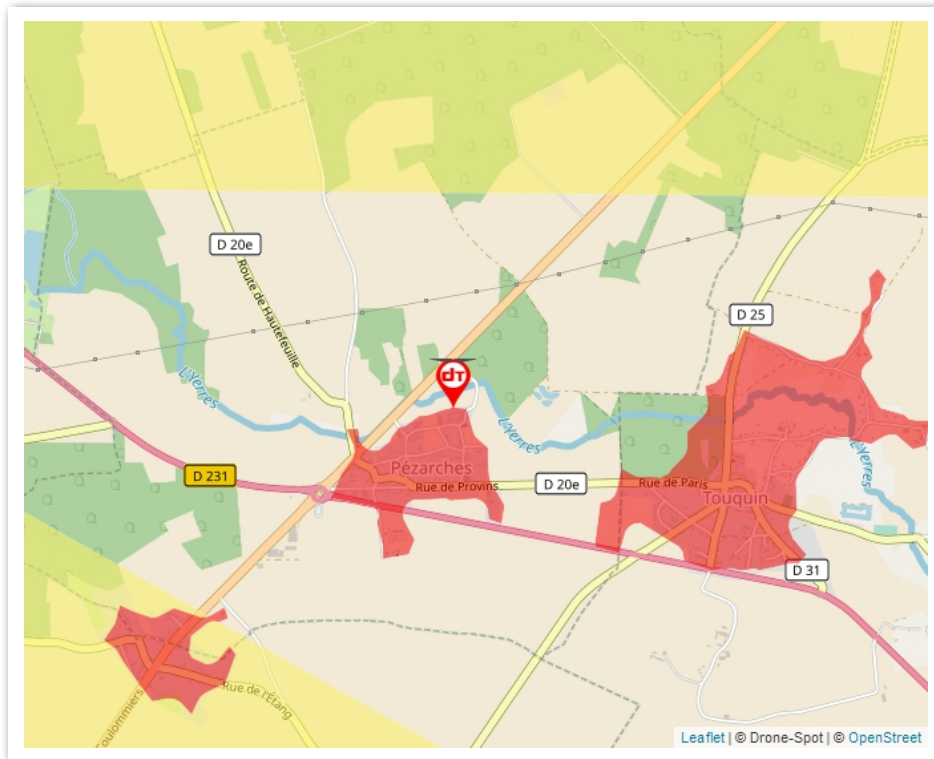 D 20e
Route de Hautefeuille
D 25
dT
L'Yerres
L'Yerres
L'Yerres
Pézarches
D 231
Rue de Provins
D 20e
Rue de Paris
Touquin
D 31
Rue de l'Étang
oulommiers
Leaflet | © Drone-Spot | © OpenStreet